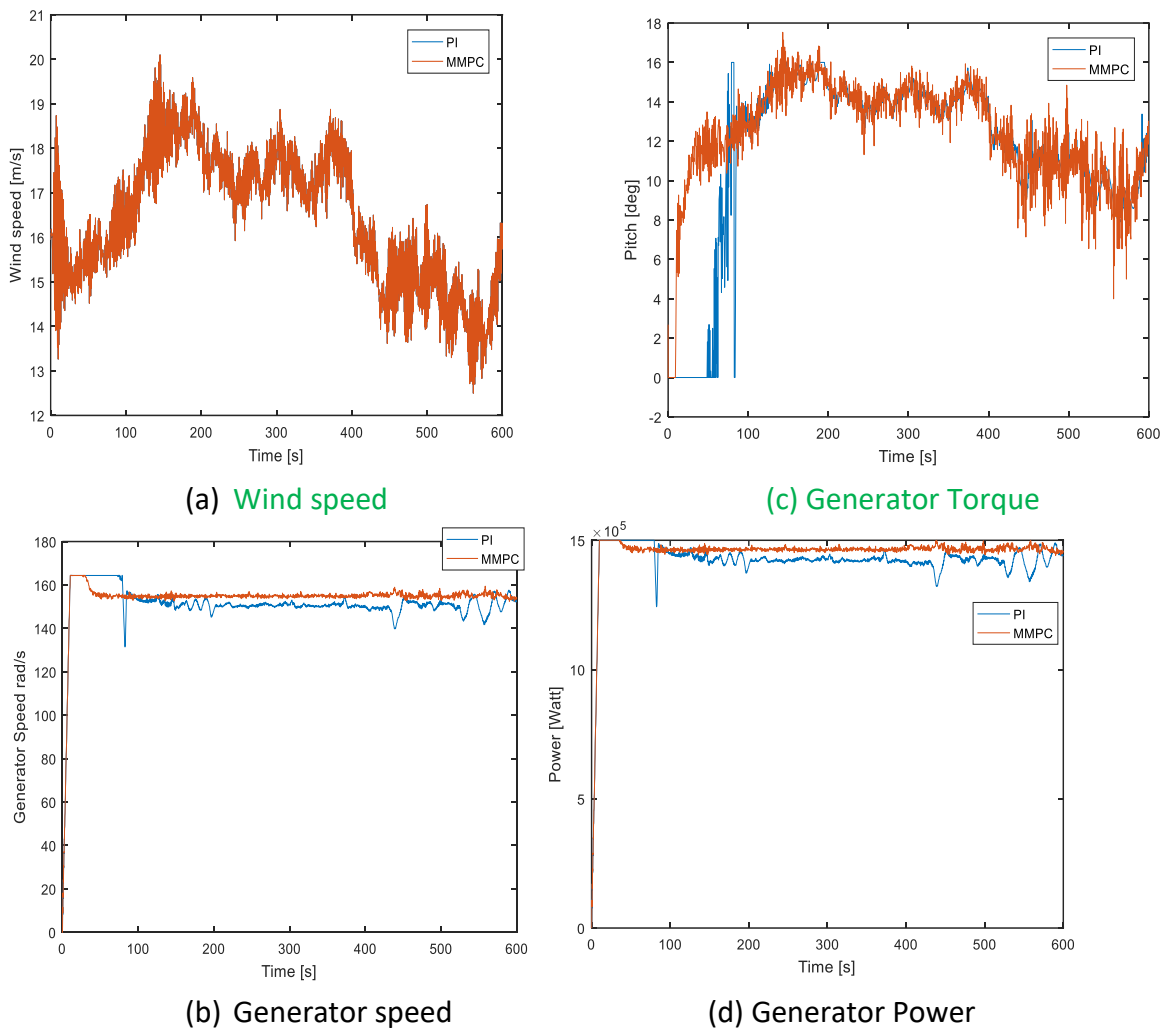 21
20
19
18
17
16
15
14
13
12
Wind speed [m/s]
PI
MMPC
0 100 200 300 400 500 600
Time [s]
(a) Wind speed
18
16
14
12
10
8
6
4
2
0
-2
Pitch [deg]
PI
MMPC
0 100 200 300 400 500 600
Time [s]
(c) Generator Torque
180
160
140
120
100
80
60
40
20
0
Generator Speed rad/s
PI
MMPC
0 100 200 300 400 500 600
Time [s]
(b) Generator speed
× 10^5
15
10
5
0
Power [Watt]
PI
MMPC
0 100 200 300 400 500 600
Time [s]
(d) Generator Power